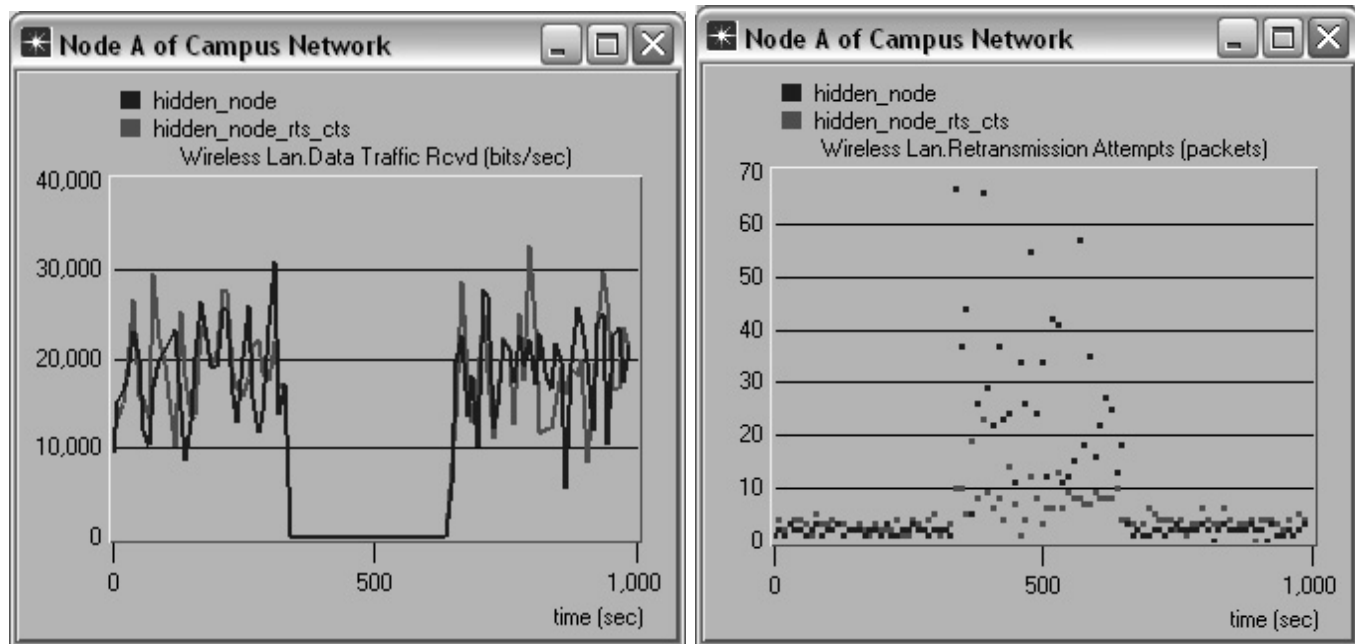 Node A of Campus Network
hidden_node
hidden_node_rts_cts
Wireless Lan.Data Traffic Rcvd (bits/sec)
40,000
30,000
20,000
10,000
0
0 500 1,000
time (sec)
Node A of Campus Network
hidden_node
hidden_node_rts_cts
Wireless Lan.Retransmission Attempts (packets)
70
60
50
40
30
20
10
0
0 500 1,000
time (sec)